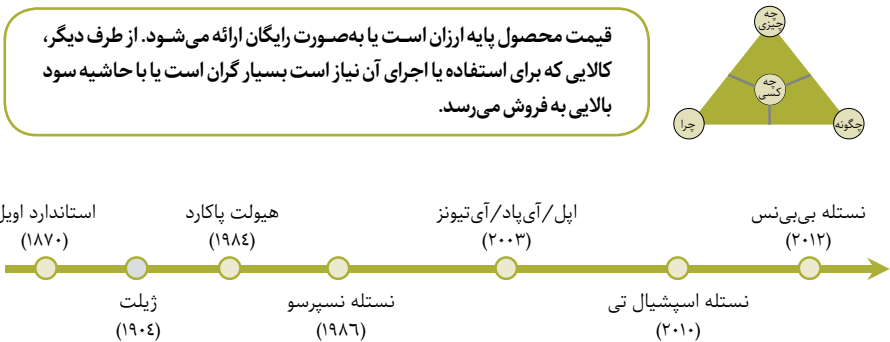 قیمت محصول پایه ارزان است یا به‌صورت رایگان ارائه می‌شود. از طرف دیگر،
کالایی که برای استفاده یا اجرای آن نیاز است بسیار گران است یا با حاشیه سود
بالایی به فروش می‌رسد.
چه
چیزی
چه
کسی
چگونه
چرا
استاندارد اویل
(۱۸۷۰)
ژیلت
(۱۹۰٤)
هیولت پاکارد
(۱۹۸٤)
نستله نسپرسو
(۱۹۸٦)
اپل/آی‌پاد/آی‌تیونز
(۲۰۰۳)
نستله اسپشیال تی
(۲۰۱۰)
نستله بی‌بی‌نس
(۲۰۱۲)